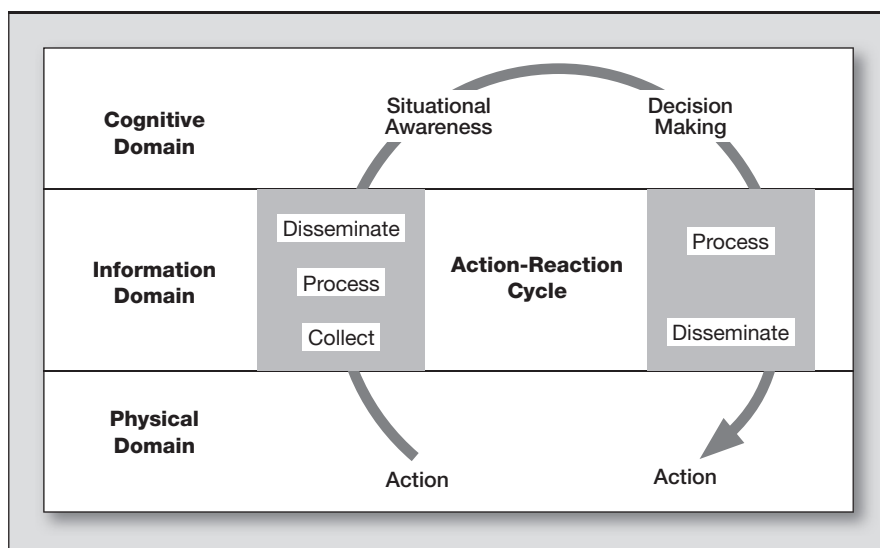 Cognitive
Domain
Situational
Awareness
Decision
Making
Information
Domain
Disseminate
Process
Collect
Action-Reaction
Cycle
Process
Disseminate
Physical
Domain
Action
Action